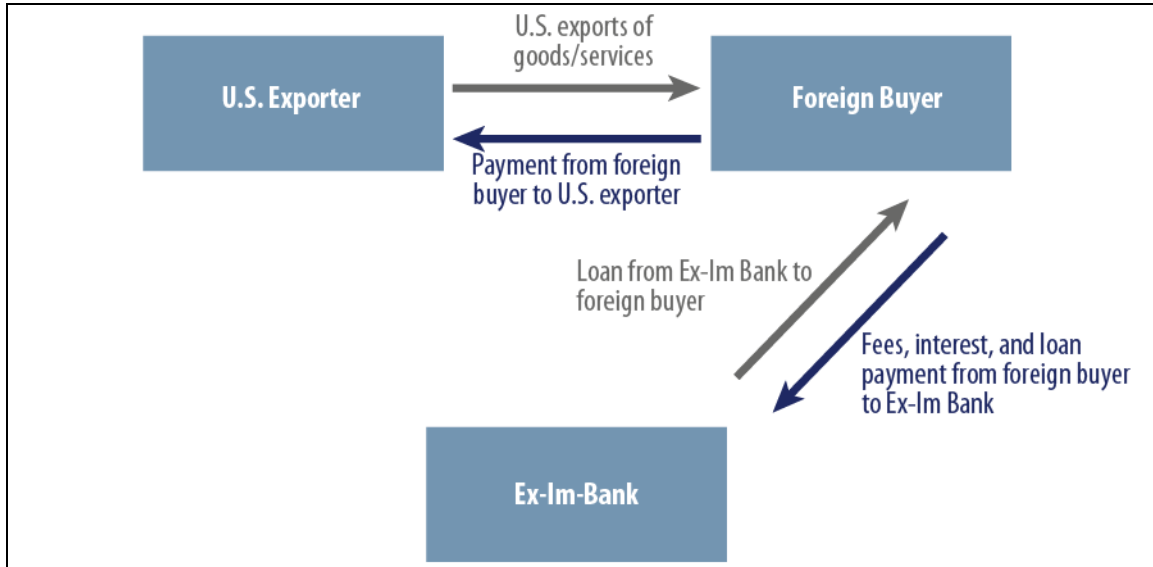 U.S. exports of
goods/services
U.S. Exporter
Foreign Buyer
Payment from foreign
buyer to U.S. exporter
Loan from Ex-Im Bank to
foreign buyer
Fees, interest, and loan
payment from foreign buyer
to Ex-Im Bank
Ex-Im-Bank